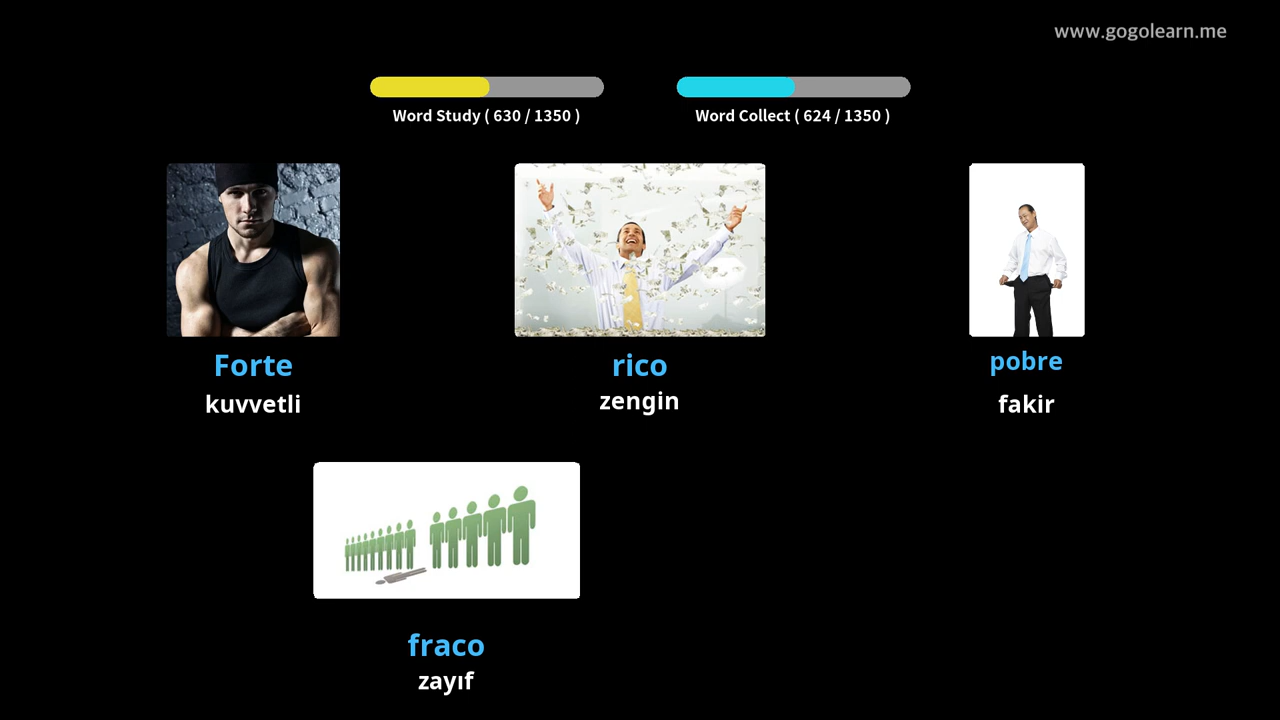 www.gogolearn.me
Word Study ( 630 / 1350 )
Word Collect ( 624 / 1350 )
Forte
kuvvetli
rico
zengin
pobre
fakir
fraco
zayıf